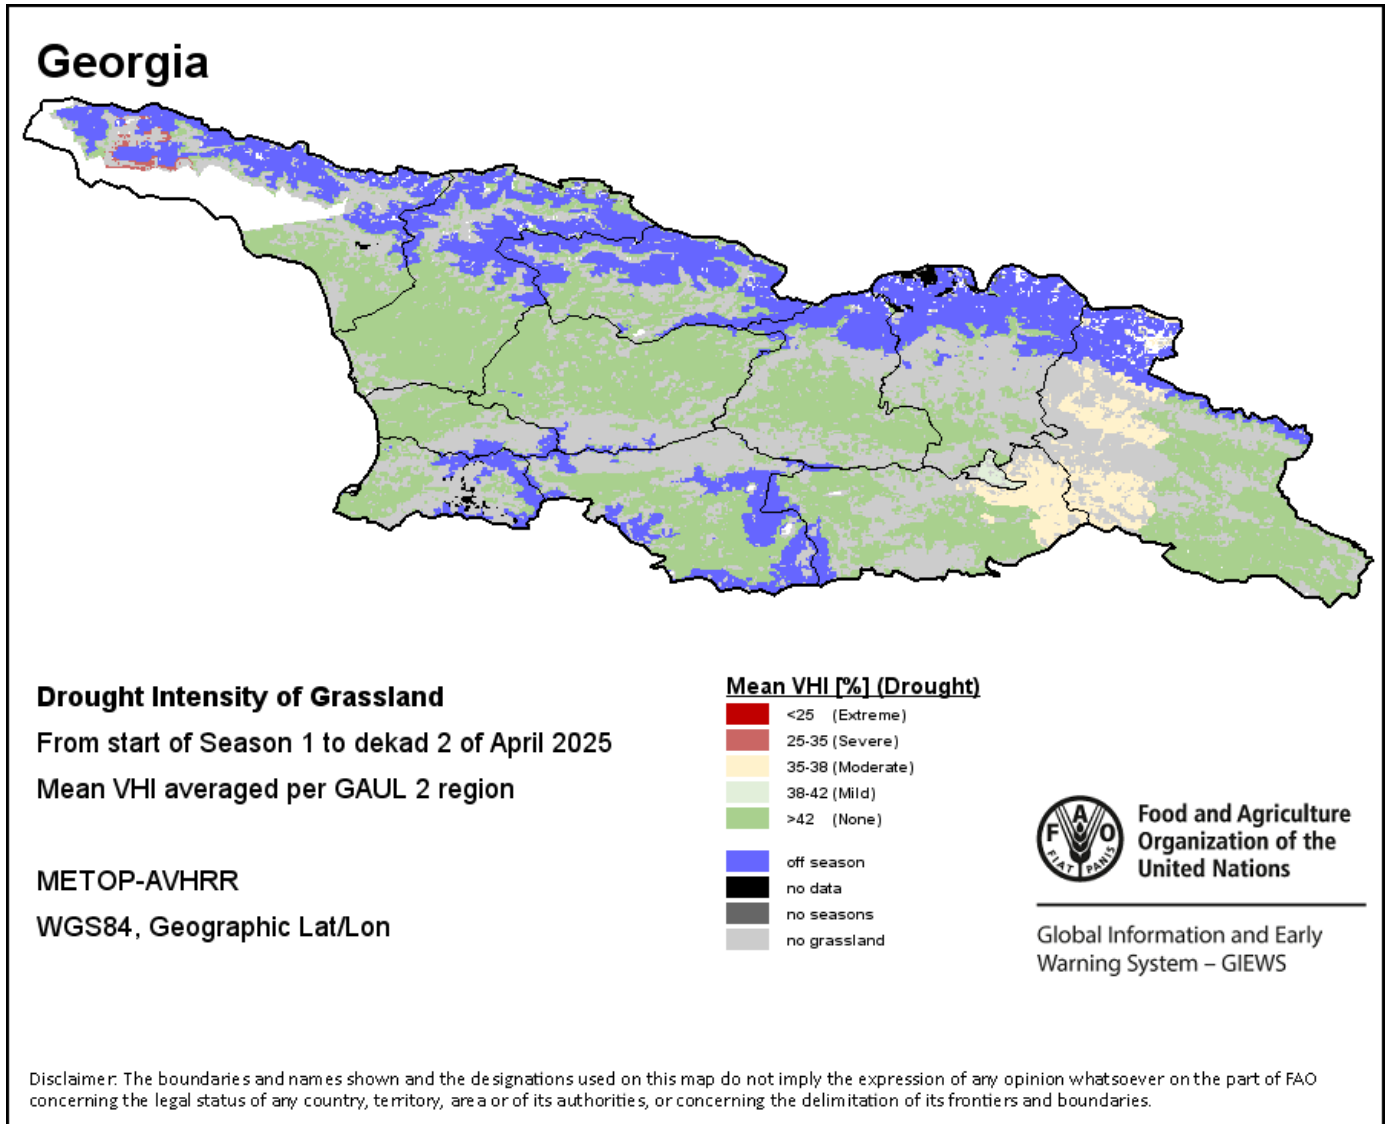 Georgia
Drought Intensity of Grassland
From start of Season 1 to dekad 2 of April 2025
Mean VHI averaged per GAUL 2 region
METOP-AVHRR
WGS84, Geographic Lat/Lon
Mean VHI [%] (Drought)
<25 (Extreme)
25-35 (Severe)
35-38 (Moderate)
38-42 (Mild)
>42 (None)
off season
no data
no seasons
no grassland
F A O
FIAT PANIS
Food and Agriculture
Organization of the
United Nations
Global Information and Early
Warning System – GIEWS
Disclaimer: The boundaries and names shown and the designations used on this map do not imply the expression of any opinion whatsoever on the part of FAO
concerning the legal status of any country, territory, area or of its authorities, or concerning the delimitation of its frontiers and boundaries.